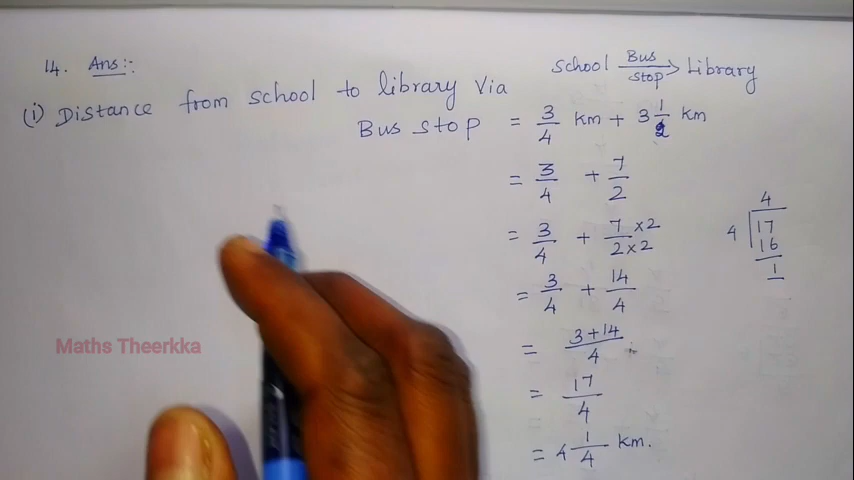 14. Ans:-
School Bus stop → Library
(i) Distance from school to library Via
Bus stop = 3/4 km + 3 1/2 km
= 3/4 + 7/2
= 3/4 + 7×2/2×2
= 3/4 + 14/4
= 3+14/4
= 17/4
= 4 1/4 km.
4
4 17
16
1
Maths Theerkka